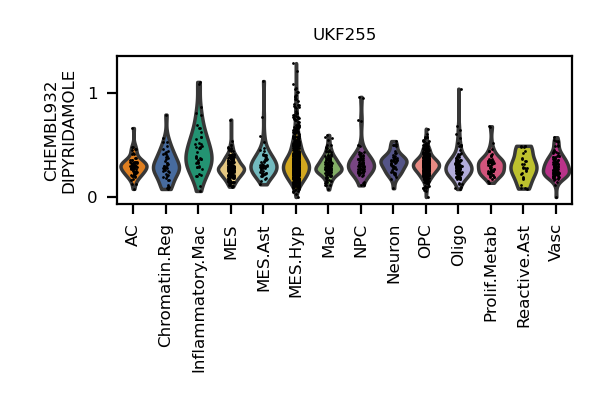 UKF255
CHEMBL932
DIPYRIDAMOLE
1
0
AC
Chromatin.Reg
Inflammatory.Mac
MES
MES.Ast
MES.Hyp
Mac
NPC
Neuron
OPC
Oligo
Prolif.Metab
Reactive.Ast
Vasc